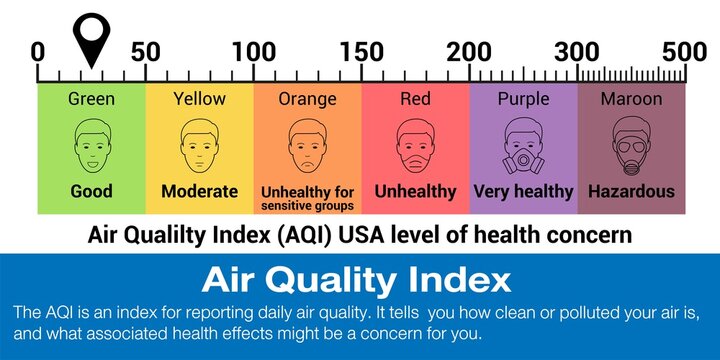 0 50 100 150 200 300 500
Green Yellow Orange Red Purple Maroon
Good Moderate Unhealthy for sensitive groups Unhealthy Very healthy Hazardous
Air Qualilty Index (AQI) USA level of health concern
Air Quality Index
The AQI is an index for reporting daily air quality. It tells you how clean or polluted your air is,
and what associated health effects might be a concern for you.